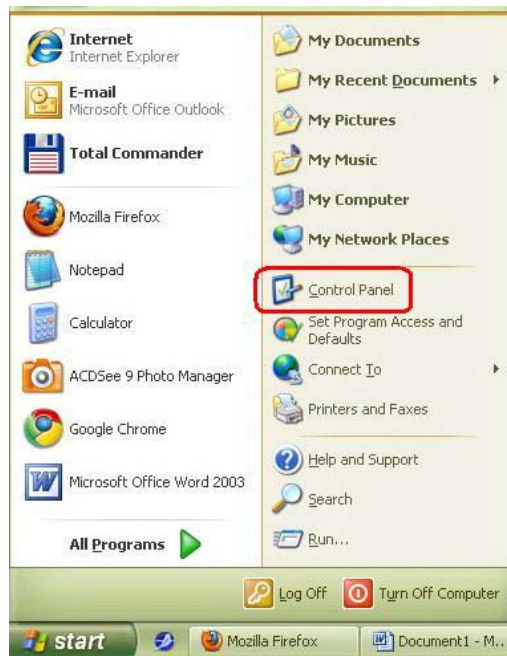 Internet
Internet Explorer
E-mail
Microsoft Office Outlook
Total Commander
Mozilla Firefox
Notepad
Calculator
ACDSee 9 Photo Manager
Google Chrome
Microsoft Office Word 2003
All Programs
My Documents
My Recent Documents
My Pictures
My Music
My Computer
My Network Places
Control Panel
Set Program Access and
Defaults
Connect To
Printers and Faxes
Help and Support
Search
Run...
Log Off
Turn Off Computer
start
Mozilla Firefox
Document1 - M...